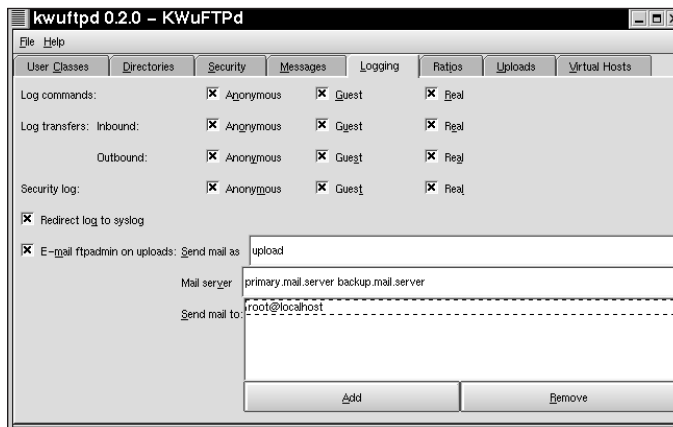 kwuftpd 0.2.0 – KWuFTPd
File Help
User Classes Directories Security Messages Logging Ratios Uploads Virtual Hosts
Log commands: Anonymous Guest Real
Log transfers: Inbound: Anonymous Guest Real
Outbound: Anonymous Guest Real
Security log: Anonymous Guest Real
Redirect log to syslog
E-mail ftpadmin on uploads: Send mail as upload
Mail server primary.mail.server backup.mail.server
Send mail to: root@localhost
Add Remove